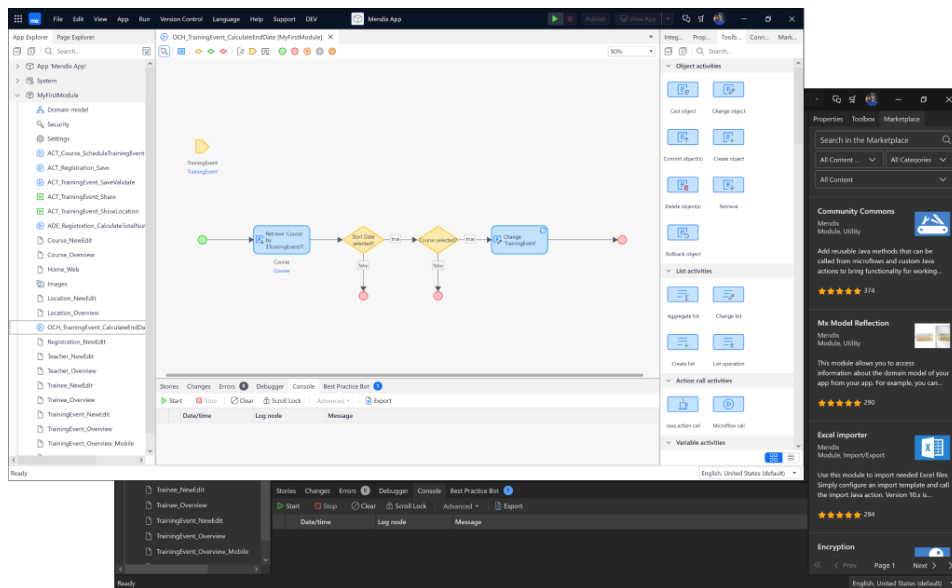 mx File Edit View App Run Version Control Language Help Support DEV Mendix App Publish View App
App Explorer Page Explorer
Search...
App 'Mendix App'
System
MyFirstModule
Domain model
Security
Settings
ACT_Course_ScheduleTrainingEvent
ACT_Registration_Save
ACT_TrainingEvent_SaveValidate
ACT_TrainingEvent_Share
ACT_TrainingEvent_ShowLocation
ADE_Registration_CalculateTotalNu
Course_NewEdit
Course_Overview
Home_Web
Images
Location_NewEdit
Location_Overview
OCH_TrainingEvent_CalculateEndDa
Registration_NewEdit
Teacher_NewEdit
Teacher_Overview
Trainee_NewEdit
Trainee_Overview
TrainingEvent_NewEdit
TrainingEvent_Overview
TrainingEvent_Overview_Mobile
Ready
OCH_TrainingEvent_CalculateEndDate [MyFirstModule]
90%
TrainingEvent
TrainingEvent
Retrieve 'Course'
by
$TrainingEvent/T...
Course
Course
Start Date
selected?
true
false
Course selected?
true
false
Change
'TrainingEvent'
Stories Changes Errors 6 Debugger Console Best Practice Bot 1
Start Stop Clear Scroll Lock Advanced Export
Date/time Log node Message
Integ... Prop... Toolb... Conn... Mark...
Search...
Object activities
Cast object Change object
Commit object(s) Create object
Delete object(s) Retrieve
Rollback object
List activities
Aggregate list Change list
Create list List operation
Action call activities
Java action call Microflow call
Variable activities
English, United States (default)
Properties Toolbox Marketplace
Search in the Marketplace
All Content ... All Categories
All Content
Community Commons
Mendix
Module, Utility
Add reusable Java methods that can be
called from microflows and custom Java
actions to bring functionality for working...
374
Mx Model Reflection
Mendix
Module, Utility
This module allows you to access
information about the domain model of your
app from your app. For example, you can...
290
Excel importer
Mendix
Module, Import/Export
Use this module to import needed Excel files.
Simply configure an import template and call
the import Java action. Version 10.x is...
294
Encryption
Prev Page 1 Next
English, United States (default)
Trainee_NewEdit
Trainee_Overview
TrainingEvent_NewEdit
TrainingEvent_Overview
TrainingEvent_Overview_Mobile
Stories Changes Errors 6 Debugger Console Best Practice Bot 1
Start Stop Clear Scroll Lock Advanced Export
Date/time Log node Message
Ready